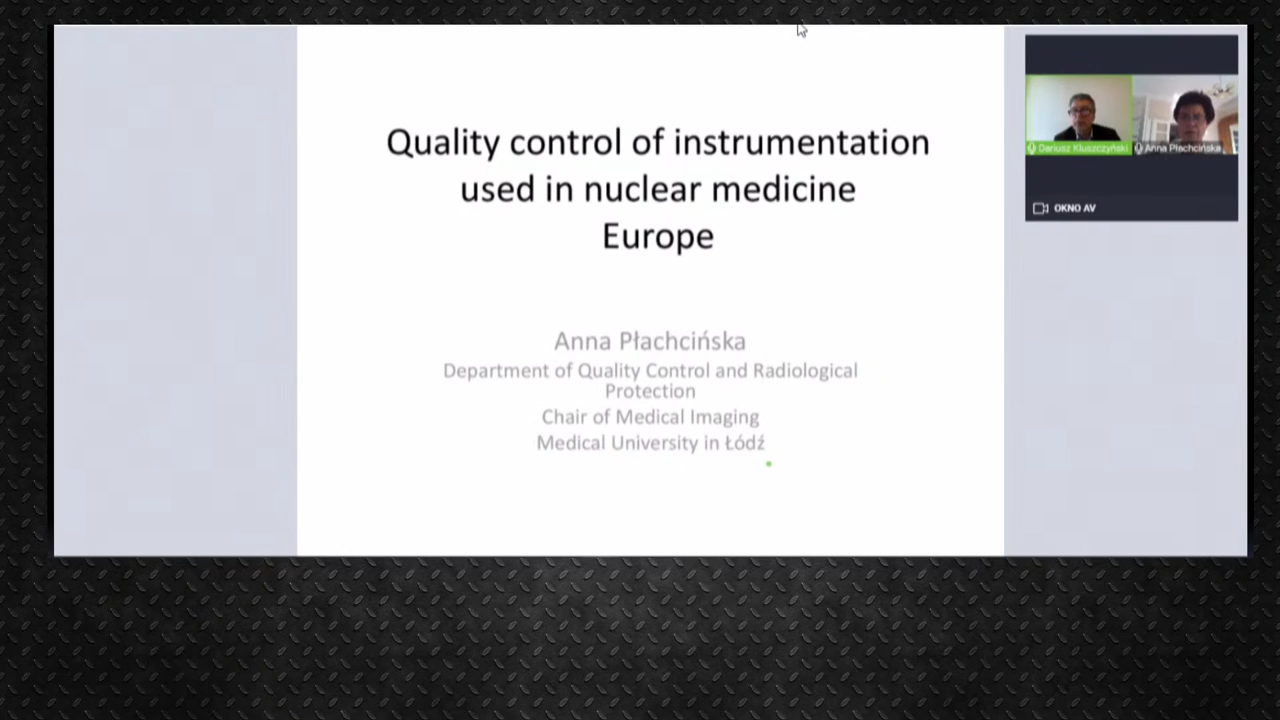 Quality control of instrumentation
used in nuclear medicine
Europe
Anna Płachcińska
Department of Quality Control and Radiological
Protection
Chair of Medical Imaging
Medical University in Łódź
Dariusz Kluszczyński
Anna Płachcińska
OKNO AV